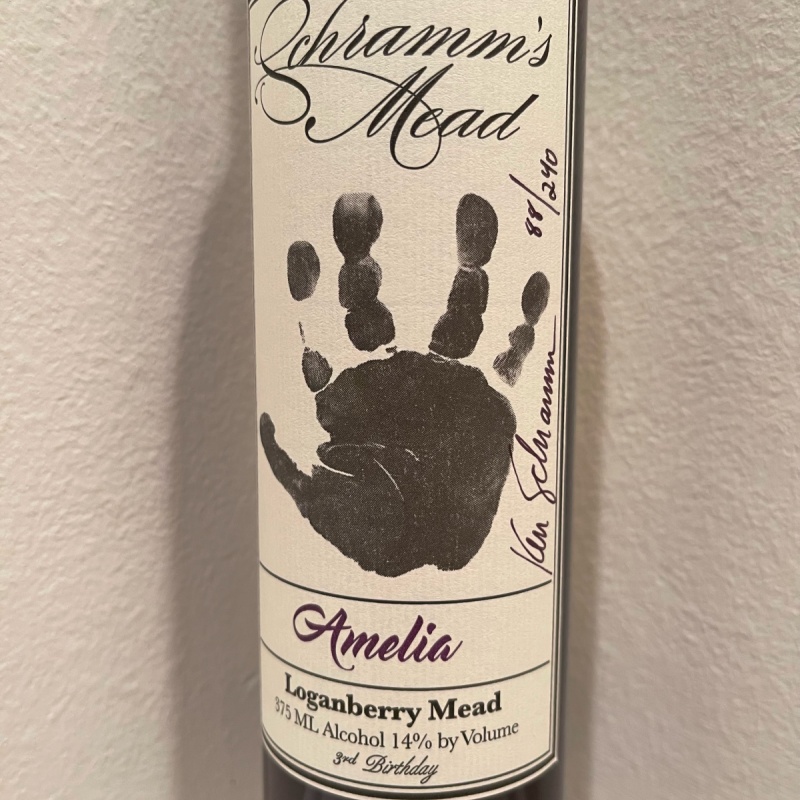 Schramm's
Mead
88/240
Ken Schramm
Amelia
Loganberry Mead
375 ML Alcohol 14% by Volume
3rd Birthday